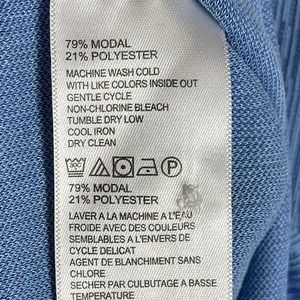 79% MODAL
21% POLYESTER
MACHINE WASH COLD
WITH LIKE COLORS INSIDE OUT
GENTLE CYCLE
NON-CHLORINE BLEACH
TUMBLE DRY LOW
COOL IRON
DRY CLEAN
30C
P
79% MODAL
21% POLYESTER
LAVER A LA MACHINE A L'EAU
FROIDE AVEC DES COULEURS
SEMBLABLES A L'ENVERS DE
CYCLE DELICAT
AGENT DE BLANCHIMENT SANS
CHLORE
SECHER PAR CULBUTAGE A BASSE
TEMPERATURE